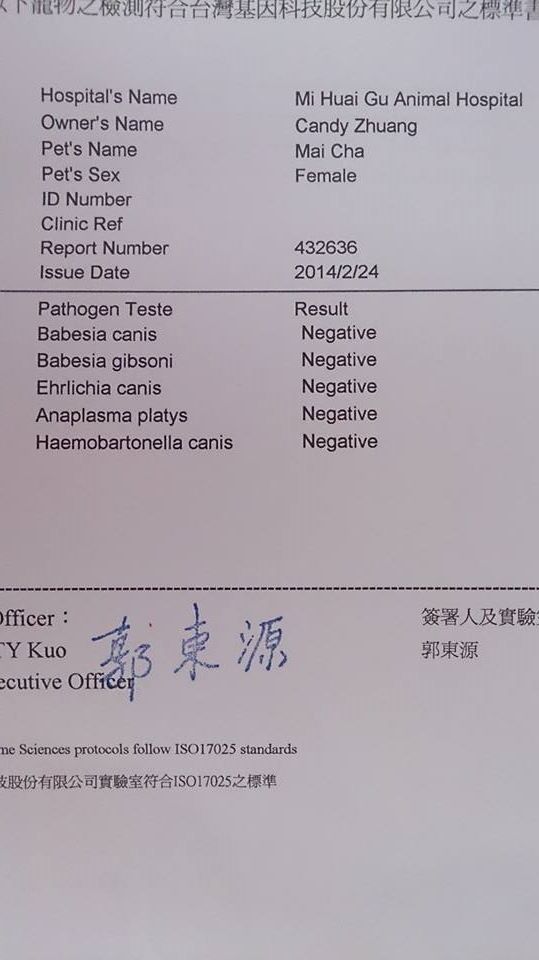 以下寵物之檢測符合台灣基因科技股份有限公司之標準書
Hospital's Name Mi Huai Gu Animal Hospital
Owner's Name Candy Zhuang
Pet's Name Mai Cha
Pet's Sex Female
ID Number
Clinic Ref
Report Number 432636
Issue Date 2014/2/24
Pathogen Teste Result
Babesia canis Negative
Babesia gibsoni Negative
Ehrlichia canis Negative
Anaplasma platys Negative
Haemobartonella canis Negative
Officer： 簽署人及實驗室
TY Kuo 郭東源 郭東源
ecutive Officer
me Sciences protocols follow ISO17025 standards
技股份有限公司實驗室符合ISO17025之標準